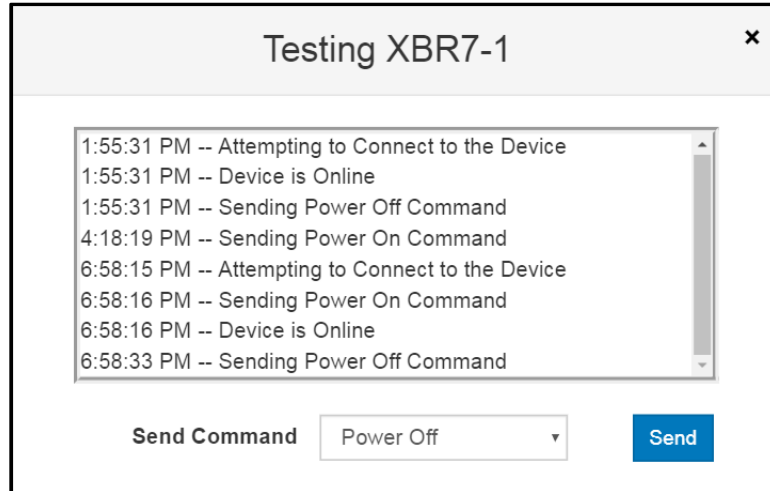 Testing XBR7-1
×
1:55:31 PM -- Attempting to Connect to the Device
1:55:31 PM -- Device is Online
1:55:31 PM -- Sending Power Off Command
4:18:19 PM -- Sending Power On Command
6:58:15 PM -- Attempting to Connect to the Device
6:58:16 PM -- Sending Power On Command
6:58:16 PM -- Device is Online
6:58:33 PM -- Sending Power Off Command
Send Command Power Off Send